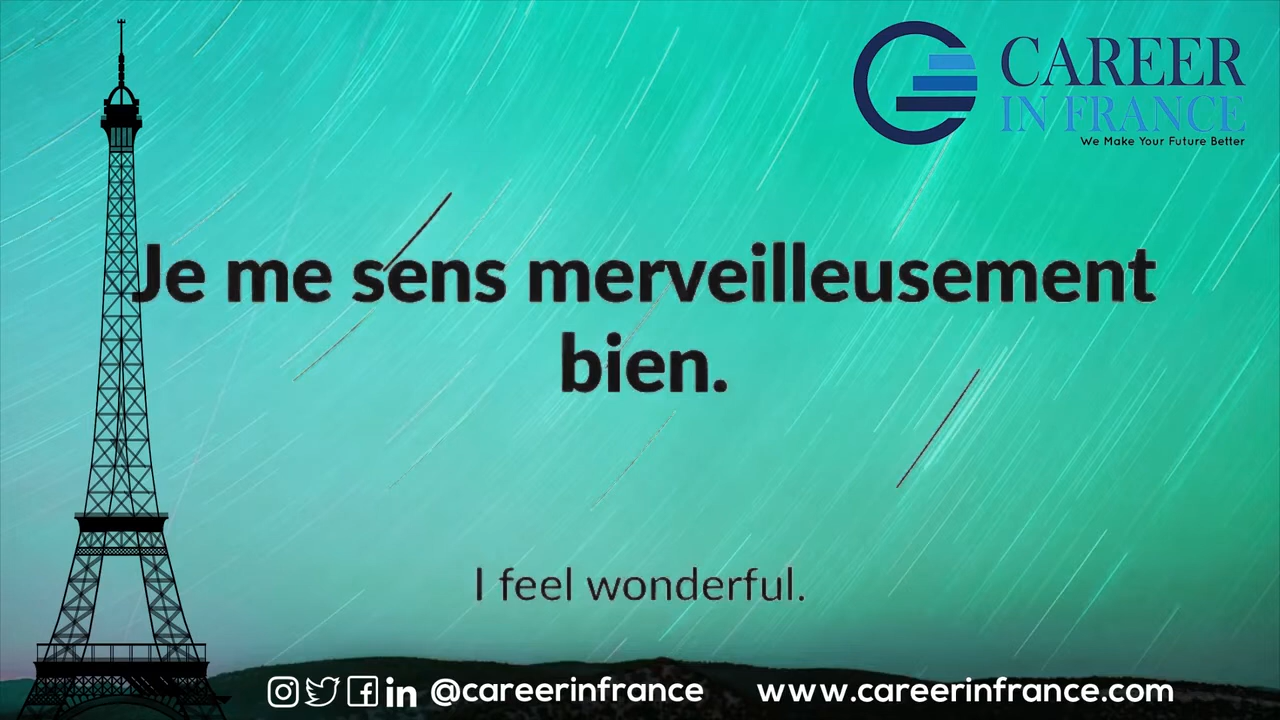 CAREER
IN FRANCE
We Make Your Future Better
Je me sens merveilleusement
bien.
I feel wonderful.
@careerinfrance www.careerinfrance.com